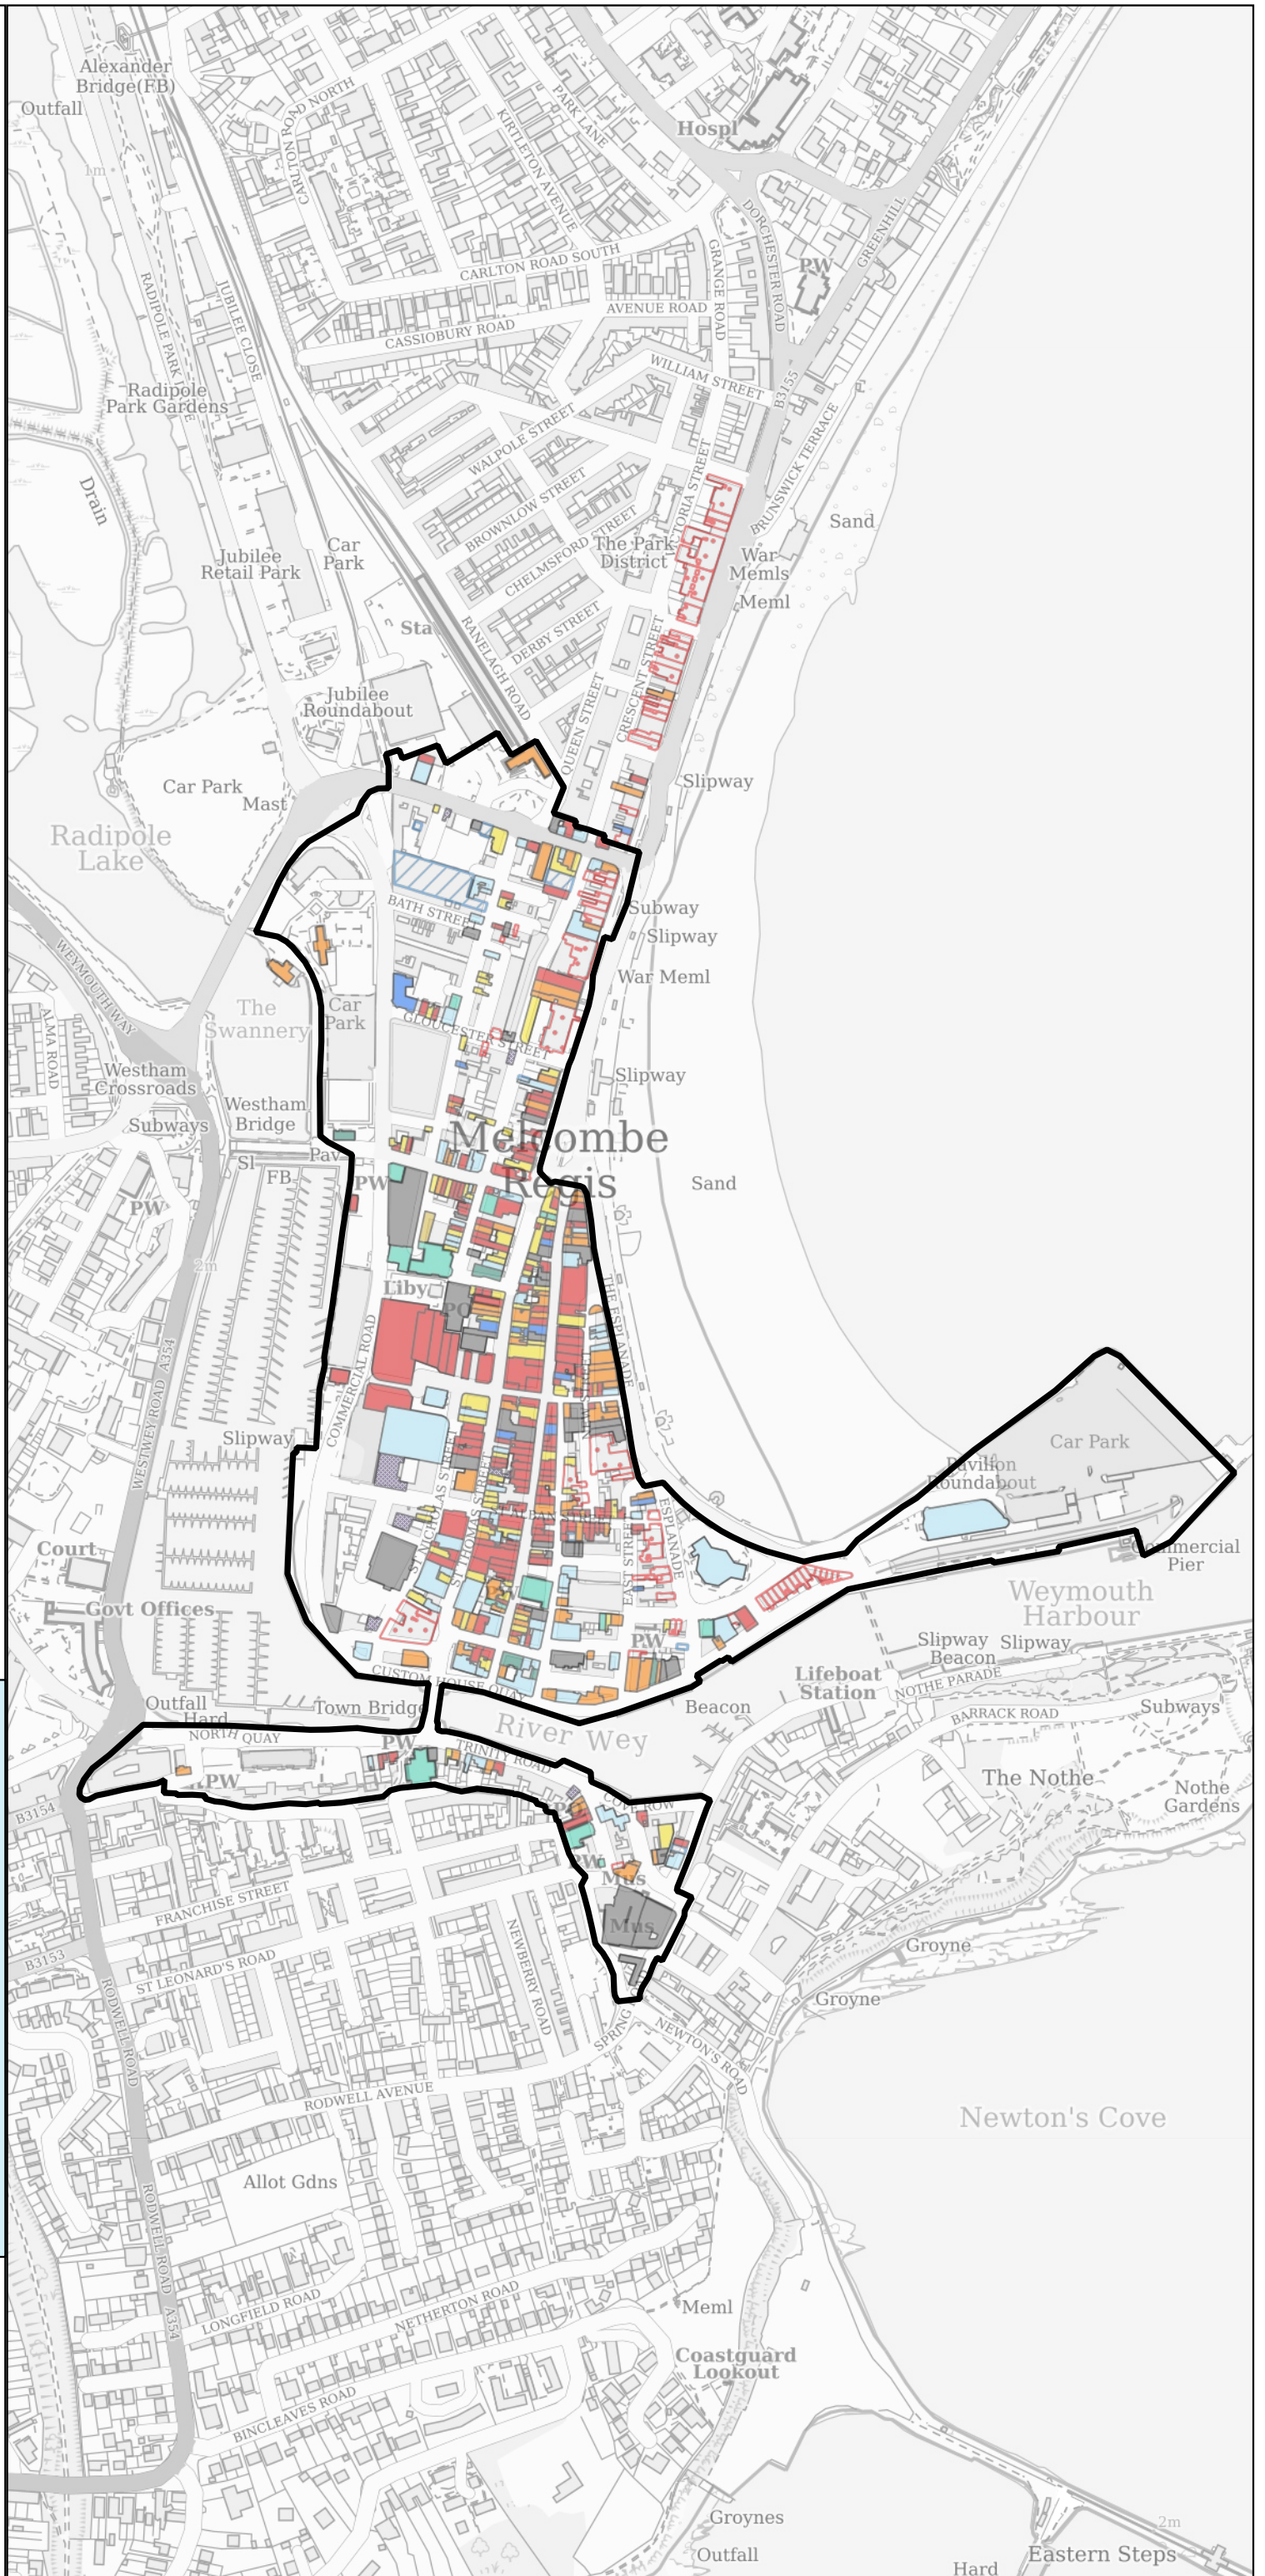 Alexander
Bridge(FB)
Outfall
1m
CARLTON ROAD NORTH
KIRTLETON AVENUE
PARK LANE
Hospl
DORCHESTER ROAD
GREENHILL
GRANGE ROAD
PW
CARLTON ROAD SOUTH
AVENUE ROAD
CASSIOBURY ROAD
WILLIAM STREET
B3155
RADIPOLE PARK
JUBILEE CLOSE
Radipole
Park Gardens
WALPOLE STREET
BRUNSWICK TERRACE
Drain
BROWNLOW STREET
Sand
Car
Park
Jubilee
Retail Park
CHELMSFORD STREET
The Park
District
War
Memls
Meml
DERBY STREET
Sta
RANELAGH ROAD
CRESCENT STREET
QUEEN STREET
Jubilee
Roundabout
Slipway
Car Park
Mast
Radipole
Lake
BATH STREET
Subway
Slipway
War Meml
WEYMOUTH WAY
The
Swannery
Car
Park
GLOUCESTER STREET
ALMA ROAD
Westham
Crossroads
Slipway
Westham
Bridge
Subways
Melcombe
Regis
Pav
Sl
FB
PW
Sand
PW
2m
Liby
PO
THE ESPLANADE
COMMERCIAL ROAD
WESTWEY ROAD
A354
Slipway
Car Park
Pavilion
Roundabout
ESPLANADE
EAST STREET
Court
Commercial
Pier
Govt Offices
Weymouth
Harbour
PW
Slipway
Slipway
Beacon
Lifeboat
Station
NOTHE PARADE
CUSTOM HOUSE QUAY
Outfall
Hard
Town Bridge
Beacon
BARRACK ROAD
Subways
River Wey
NORTH QUAY
PW
TRINITY ROAD
PW
The Nothe
Nothe
Gardens
B3154
PW
Mus
Mus
FRANCHISE STREET
NEWBERRY ROAD
Groyne
B3153
ST LEONARD'S ROAD
Groyne
RODWELL ROAD
SPRING
NEWTON'S ROAD
RODWELL AVENUE
Newton's Cove
Allot Gdns
RODWELL ROAD
A354
LONGFIELD ROAD
NETHERTON ROAD
Meml
Coastguard
Lookout
BINCLEAVES ROAD
Groynes
2m
Outfall
Hard
Eastern Steps